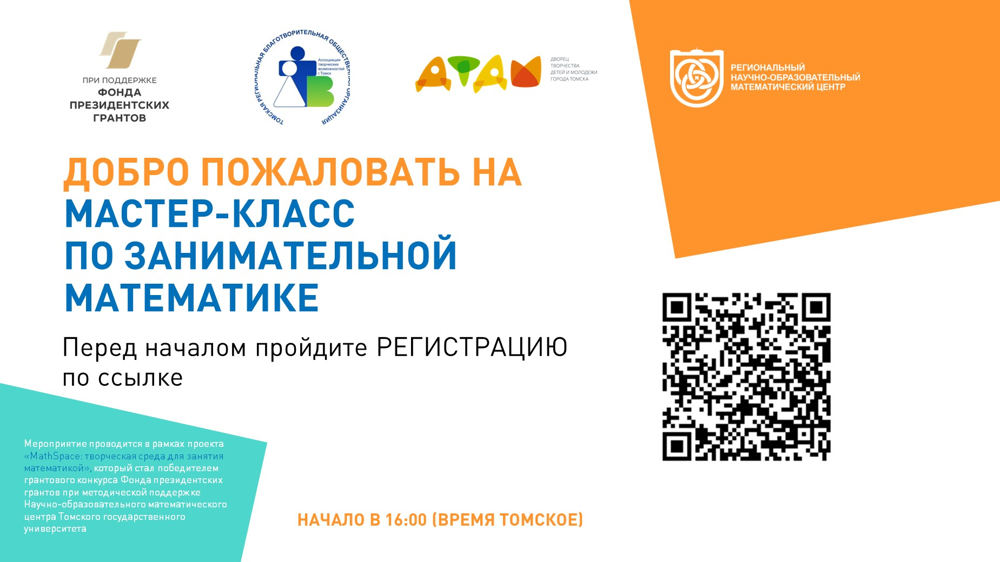 ПРИ ПОДДЕРЖКЕ
ФОНДА
ПРЕЗИДЕНТСКИХ
ГРАНТОВ
ТОМСКАЯ РЕГИОНАЛЬНАЯ БЛАГОТВОРИТЕЛЬНАЯ ОБЩЕСТВЕННАЯ ОРГАНИЗАЦИЯ
Ассоциация
творческих
возможностей
г.Томск
АТАМ
ДВОРЕЦ
ТВОРЧЕСТВА
ДЕТЕЙ И МОЛОДЕЖИ
ГОРОДА ТОМСКА
РЕГИОНАЛЬНЫЙ
НАУЧНО-ОБРАЗОВАТЕЛЬНЫЙ
МАТЕМАТИЧЕСКИЙ ЦЕНТР
ДОБРО ПОЖАЛОВАТЬ НА
МАСТЕР-КЛАСС
ПО ЗАНИМАТЕЛЬНОЙ
МАТЕМАТИКЕ
Перед началом пройдите РЕГИСТРАЦИЮ
по ссылке
Мероприятие проводится в рамках проекта
«MathSpace: творческая среда для занятия
математикой», который стал победителем
грантового конкурса Фонда президентских
грантов при методической поддержке
Научно-образовательного математического
центра Томского государственного
университета
НАЧАЛО В 16:00 (ВРЕМЯ ТОМСКОЕ)